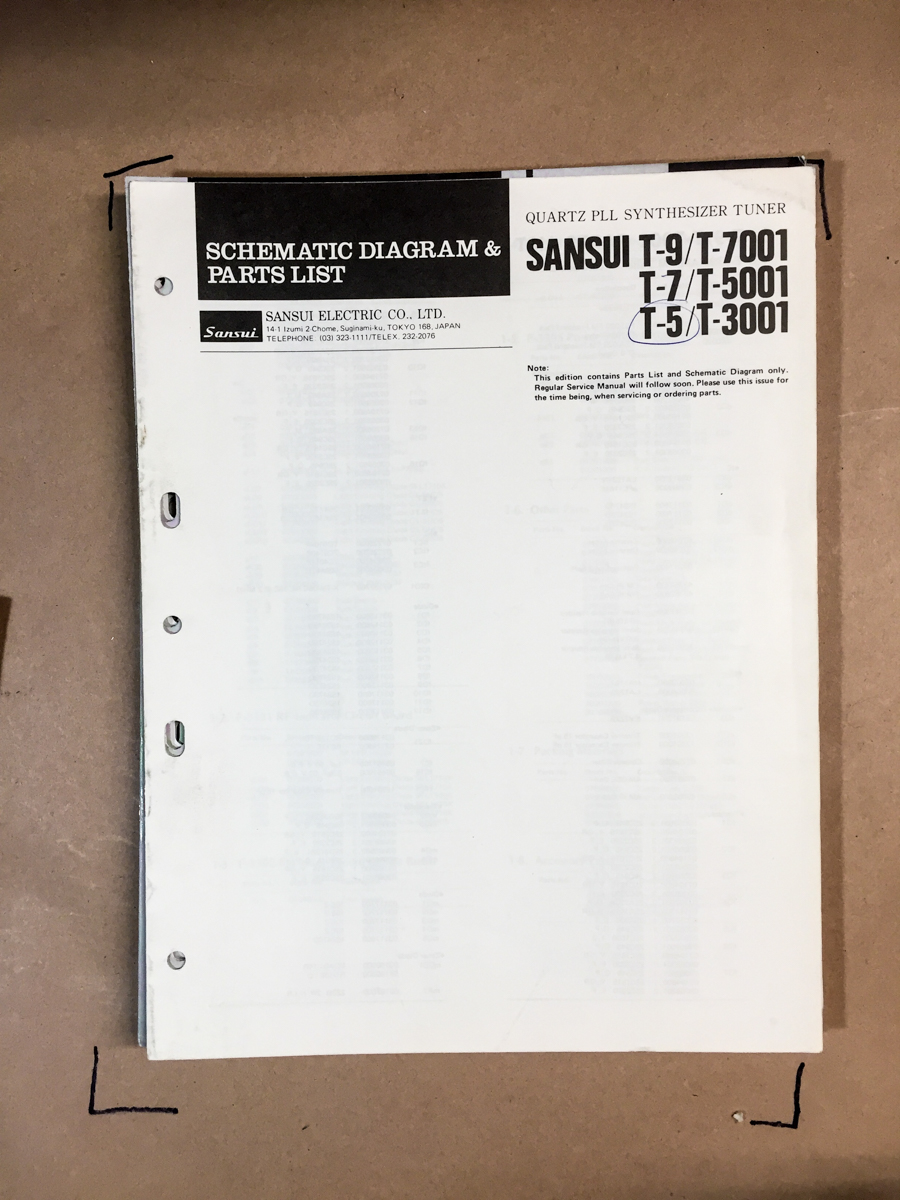 SCHEMATIC DIAGRAM &
PARTS LIST
Sansui
SANSUI ELECTRIC CO., LTD.
14-1 Izumi 2-Chome, Suginami-ku, TOKYO 168, JAPAN
TELEPHONE. (03) 323-1111/TELEX. 232-2076
QUARTZ PLL SYNTHESIZER TUNER
SANSUI T-9/T-7001
T-7/T-5001
T-5/T-3001
Note:
This edition contains Parts List and Schematic Diagram only.
Regular Service Manual will follow soon. Please use this issue for
the time being, when servicing or ordering parts.